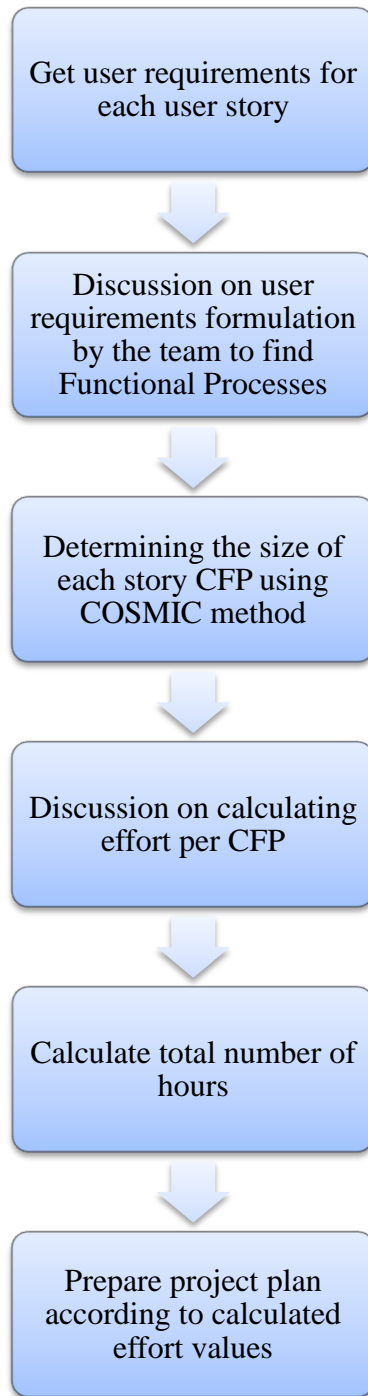 Get user requirements for
each user story
Discussion on user
requirements formulation
by the team to find
Functional Processes
Determining the size of
each story CFP using
COSMIC method
Discussion on calculating
effort per CFP
Calculate total number of
hours
Prepare project plan
according to calculated
effort values